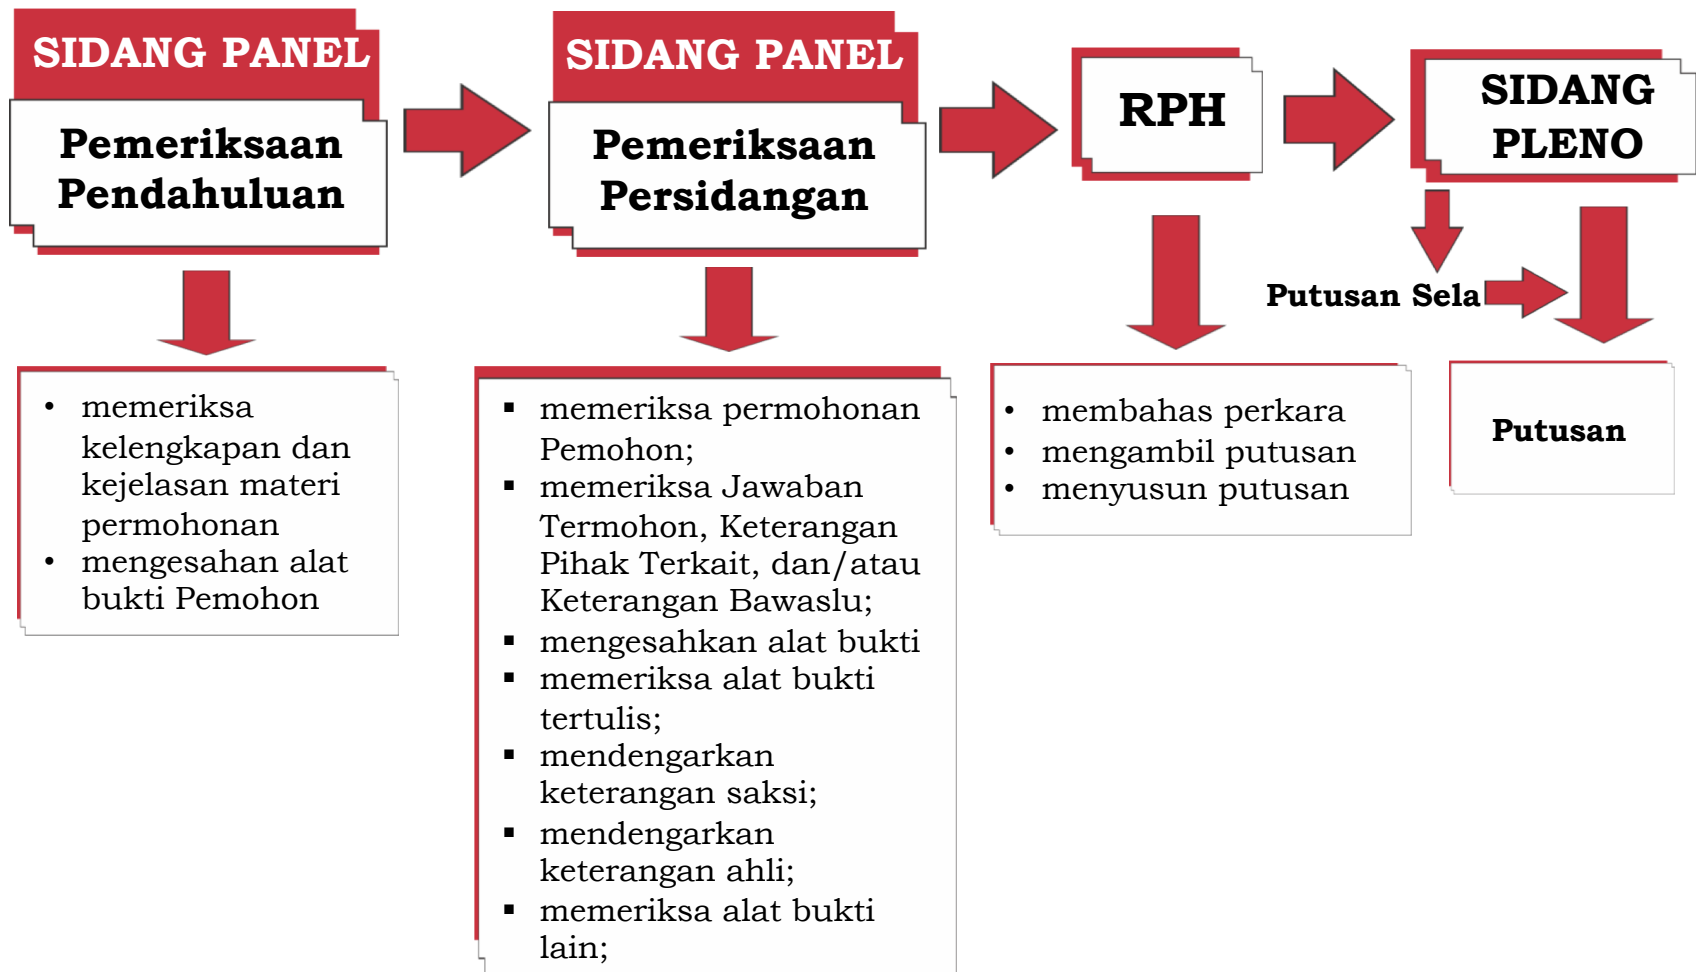 SIDANG PANEL
Pemeriksaan
Pendahuluan
SIDANG PANEL
Pemeriksaan
Persidangan
RPH
SIDANG
PLENO
Putusan Sela
• memeriksa
kelengkapan dan
kejelasan materi
permohonan
• mengesahan alat
bukti Pemohon
▪ memeriksa permohonan
Pemohon;
▪ memeriksa Jawaban
Termohon, Keterangan
Pihak Terkait, dan/atau
Keterangan Bawaslu;
▪ mengesahkan alat bukti
▪ memeriksa alat bukti
tertulis;
▪ mendengarkan
keterangan saksi;
▪ mendengarkan
keterangan ahli;
▪ memeriksa alat bukti
lain;
• membahas perkara
• mengambil putusan
• menyusun putusan
Putusan